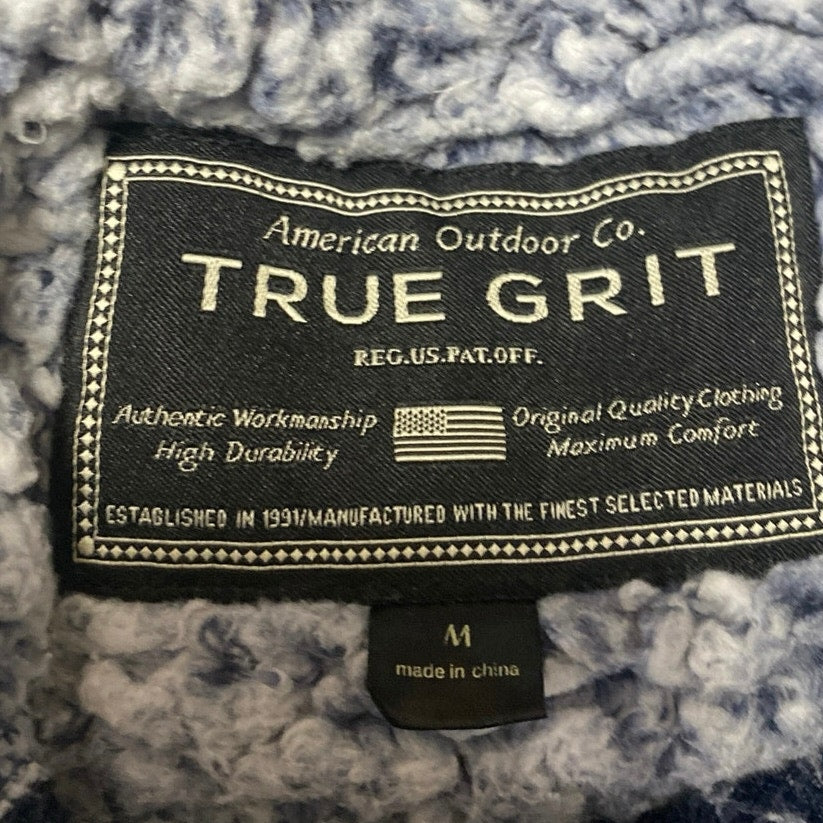 American Outdoor Co.
TRUE GRIT
REG.US.PAT.OFF.
Authentic Workmanship
High Durability
Original Quality Clothing
Maximum Comfort
ESTABLISHED IN 1991/MANUFACTURED WITH THE FINEST SELECTED MATERIALS
M
made in china